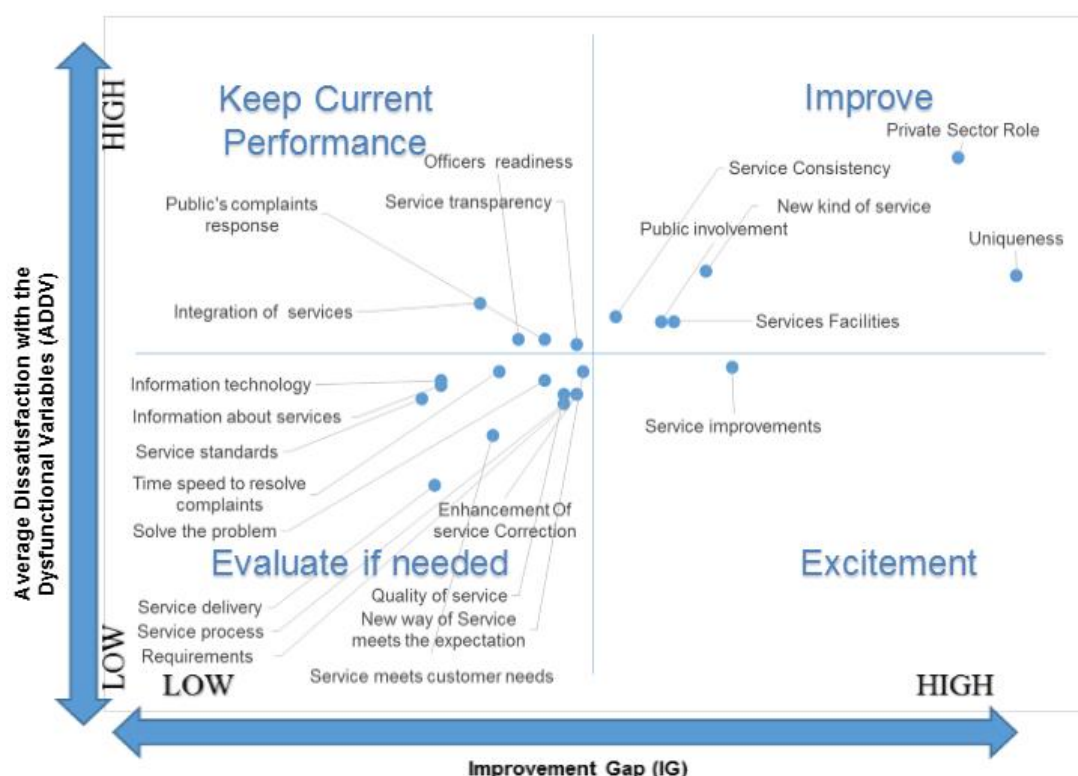 Average Dissatisfaction with the
Dysfunctional Variables (ADDV)
HIGH
LOW
Keep Current
Performance
Improve
Private Sector Role
Officers readiness
Service Consistency
Public's complaints
response
Service transparency
New kind of service
Public involvement
Uniqueness
Integration of services
Services Facilities
Information technology
Information about services
Service improvements
Service standards
Time speed to resolve
complaints
Enhancement Of
service Correction
Solve the problem
Evaluate if needed
Excitement
Quality of service
Service delivery
New way of Service
meets the expectation
Service process
Requirements
Service meets customer needs
LOW
HIGH
Improvement Gap (IG)